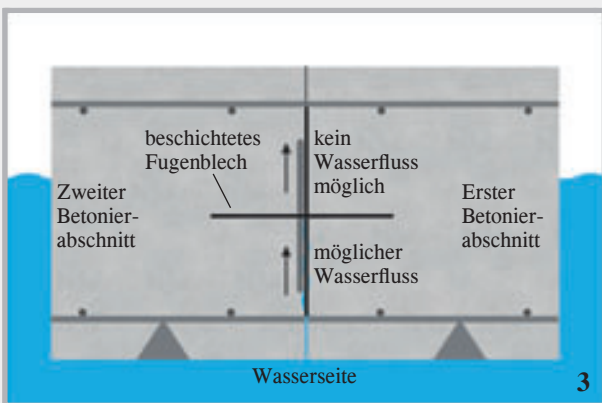 beschichtetes
Fugenblech
kein
Wasserfluss
möglich
Zweiter
Betonier-
abschnitt
Erster
Betonier-
abschnitt
möglicher
Wasserfluss
Wasserseite
3